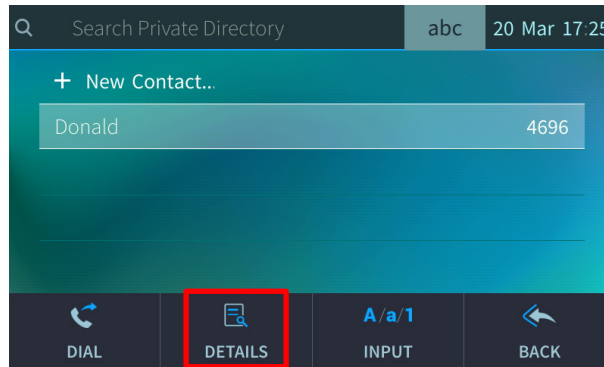 Search Private Directory abc 20 Mar 17:25
+ New Contact...
Donald 4696
A/a/1
DIAL DETAILS INPUT BACK